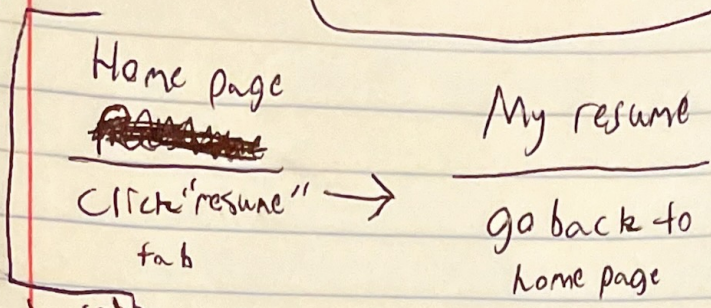 Home page
click "resume" →
tab
My resume
go back to
home page